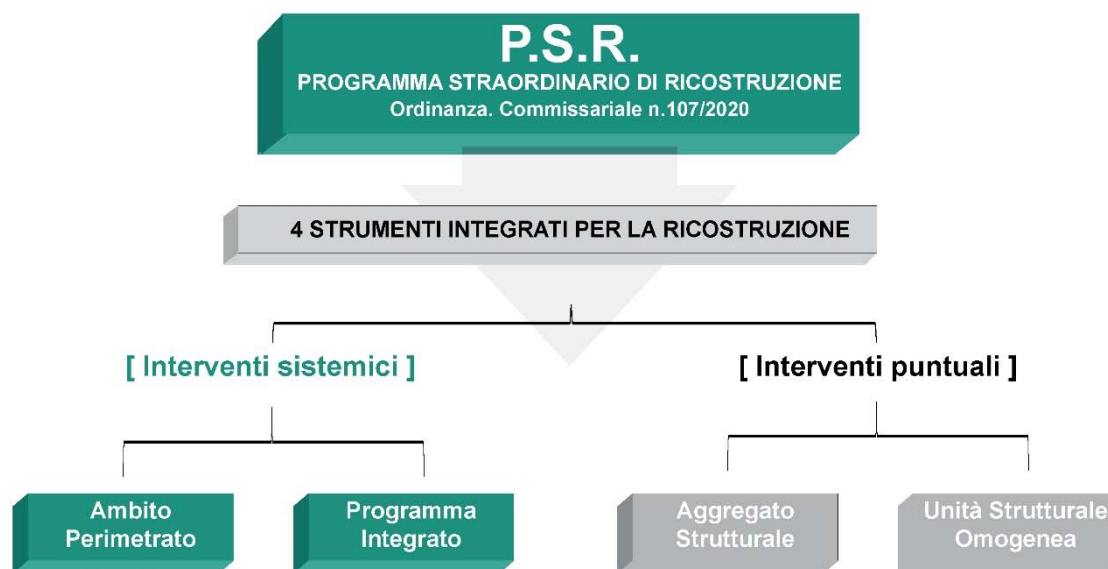 P.S.R.
PROGRAMMA STRAORDINARIO DI RICOSTRUZIONE
Ordinanza. Commissariale n.107/2020
4 STRUMENTI INTEGRATI PER LA RICOSTRUZIONE
[ Interventi sistemici ]
[ Interventi puntuali ]
Ambito
Perimetrato
Programma
Integrato
Aggregato
Strutturale
Unità Strutturale
Omogenea